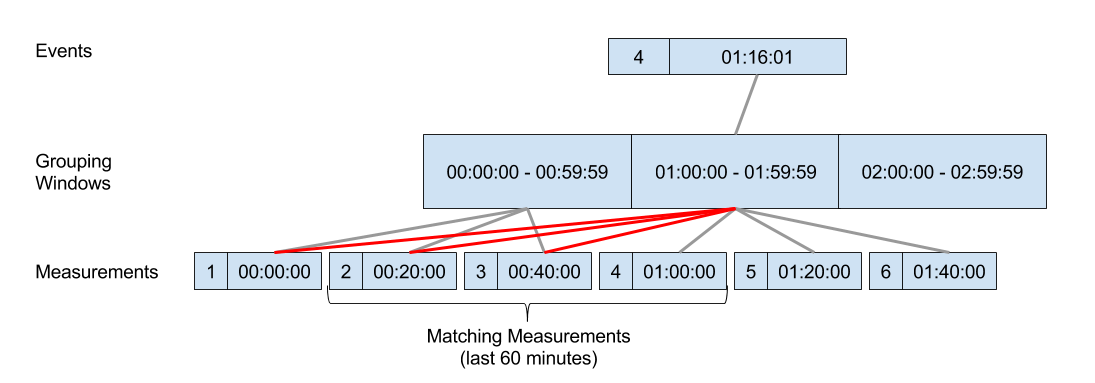 Events
4 01:16:01
Grouping
Windows
00:00:00 - 00:59:59 01:00:00 - 01:59:59 02:00:00 - 02:59:59
Measurements
1 00:00:00 2 00:20:00 3 00:40:00 4 01:00:00 5 01:20:00 6 01:40:00
Matching Measurements
(last 60 minutes)